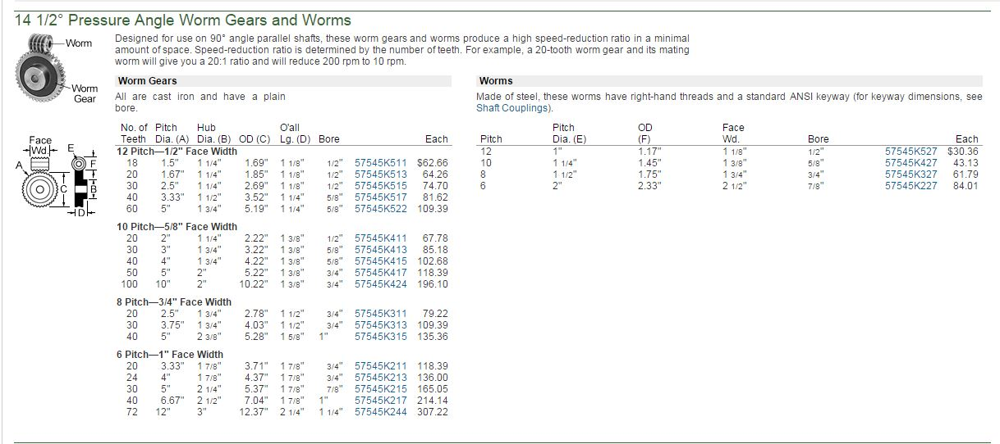 14 1/2° Pressure Angle Worm Gears and Worms
Worm
Worm
Gear
Designed for use on 90° angle parallel shafts, these worm gears and worms produce a high speed-reduction ratio in a minimal
amount of space. Speed-reduction ratio is determined by the number of teeth. For example, a 20-tooth worm gear and its mating
worm will give you a 20:1 ratio and will reduce 200 rpm to 10 rpm.
Worm Gears
All are cast iron and have a plain
bore.
Face
Wd.
E
A
F
C
B
D
No. of Pitch Hub O'all
Teeth Dia. (A) Dia. (B) OD (C) Lg. (D) Bore Each
12 Pitch—1/2" Face Width
18 1.5" 1 1/4" 1.69" 1 1/8" 1/2" 57545K511 $62.66
20 1.67" 1 1/4" 1.85" 1 1/8" 1/2" 57545K513 64.26
30 2.5" 1 1/4" 2.69" 1 1/8" 1/2" 57545K515 74.70
40 3.33" 1 1/2" 3.52" 1 1/4" 5/8" 57545K517 81.62
60 5" 1 3/4" 5.19" 1 1/4" 5/8" 57545K522 109.39
10 Pitch—5/8" Face Width
20 2" 1 1/4" 2.22" 1 3/8" 1/2" 57545K411 67.78
30 3" 1 3/4" 3.22" 1 3/8" 5/8" 57545K413 85.18
40 4" 1 3/4" 4.22" 1 3/8" 5/8" 57545K415 102.68
50 5" 2" 5.22" 1 3/8" 3/4" 57545K417 118.39
100 10" 2" 10.22" 1 3/8" 3/4" 57545K424 196.10
8 Pitch—3/4" Face Width
20 2.5" 1 3/4" 2.78" 1 1/2" 3/4" 57545K311 79.22
30 3.75" 1 3/4" 4.03" 1 1/2" 3/4" 57545K313 109.39
40 5" 2 3/8" 5.28" 1 5/8" 1" 57545K315 135.36
6 Pitch—1" Face Width
20 3.33" 1 7/8" 3.71" 1 7/8" 3/4" 57545K211 118.39
24 4" 1 7/8" 4.37" 1 7/8" 3/4" 57545K213 136.00
30 5" 2 1/4" 5.37" 1 7/8" 7/8" 57545K215 165.05
40 6.67" 2 1/2" 7.04" 1 7/8" 1" 57545K217 214.14
72 12" 3" 12.37" 2 1/4" 1 1/4" 57545K244 307.22
Worms
Made of steel, these worms have right-hand threads and a standard ANSI keyway (for keyway dimensions, see
Shaft Couplings).
Pitch OD Face
Pitch Dia. (E) (F) Wd. Bore Each
12 1" 1.17" 1 1/8" 1/2" 57545K527 $30.36
10 1 1/4" 1.45" 1 3/8" 5/8" 57545K427 43.13
8 1 1/2" 1.75" 1 3/4" 3/4" 57545K327 61.79
6 2" 2.33" 2 1/2" 7/8" 57545K227 84.01